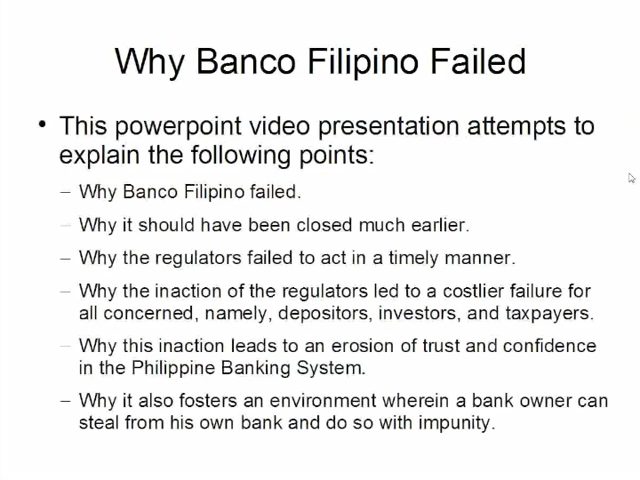 Why Banco Filipino Failed
• This powerpoint video presentation attempts to
explain the following points:
– Why Banco Filipino failed.
– Why it should have been closed much earlier.
– Why the regulators failed to act in a timely manner.
– Why the inaction of the regulators led to a costlier failure for
all concerned, namely, depositors, investors, and taxpayers.
– Why this inaction leads to an erosion of trust and confidence
in the Philippine Banking System.
– Why it also fosters an environment wherein a bank owner can
steal from his own bank and do so with impunity.